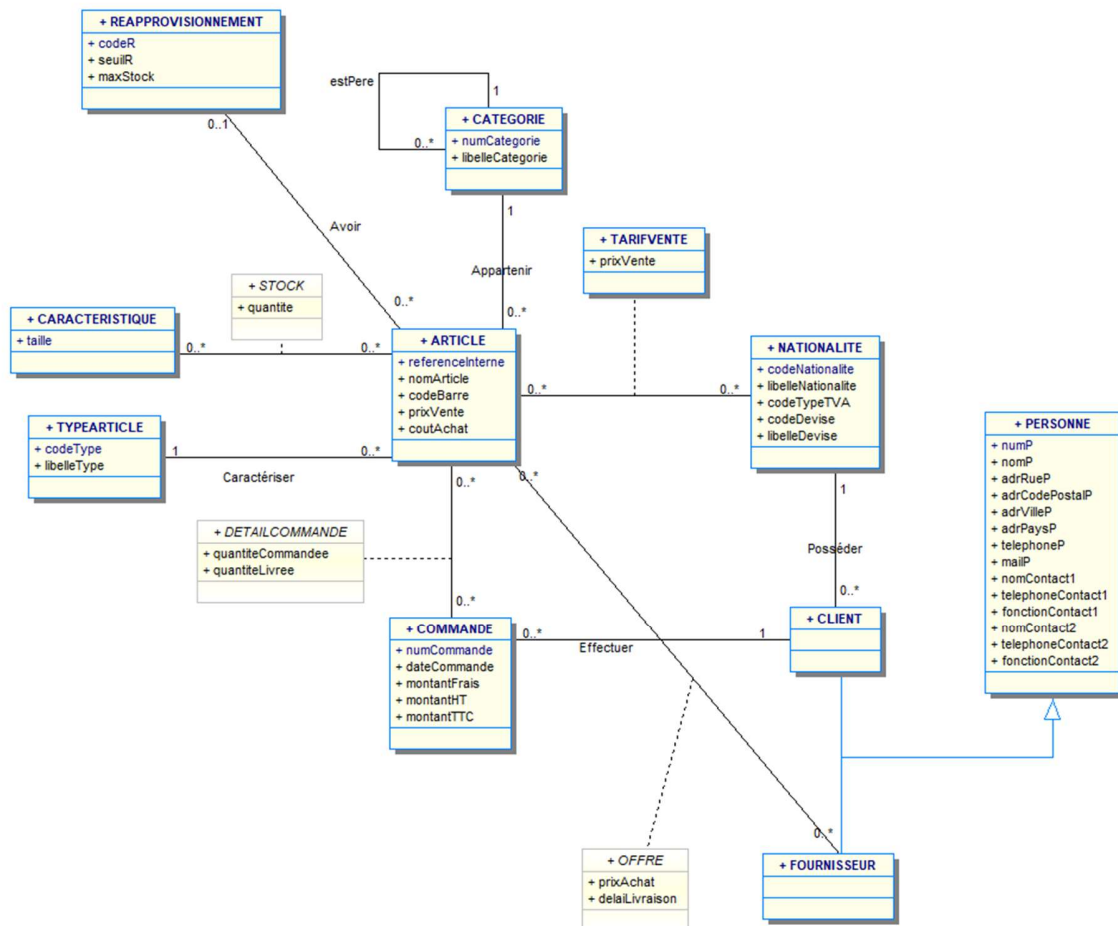 + REAPPROVISIONNEMENT
+ codeR
+ seuilR
+ maxStock
0..1
estPere
1
0..*
+ CATEGORIE
+ numCategorie
+ libelleCategorie
1
Avoir
Appartenir
0..*
0..*
+ TARIFVENTE
+ prixVente
+ STOCK
+ quantite
+ CARACTERISTIQUE
+ taille
0..*
0..*
+ ARTICLE
+ referenceInterne
+ nomArticle
+ codeBarre
+ prixVente
+ coutAchat
0..*
0..*
+ NATIONALITE
+ codeNationalite
+ libelleNationalite
+ codeTypeTVA
+ codeDevise
+ libelleDevise
+ TYPEARTICLE
+ codeType
+ libelleType
1
0..*
Caractériser
0..*
0..*
1
Posséder
0..*
+ PERSONNE
+ numP
+ nomP
+ adrRueP
+ adrCodePostalP
+ adrVilleP
+ adrPaysP
+ telephoneP
+ mailP
+ nomContact1
+ telephoneContact1
+ fonctionContact1
+ nomContact2
+ telephoneContact2
+ fonctionContact2
+ DETAILCOMMANDE
+ quantiteCommandee
+ quantiteLivree
0..*
+ COMMANDE
+ numCommande
+ dateCommande
+ montantFrais
+ montantHT
+ montantTTC
0..*
Effectuer
1
+ CLIENT
0..*
+ OFFRE
+ prixAchat
+ delaiLivraison
+ FOURNISSEUR